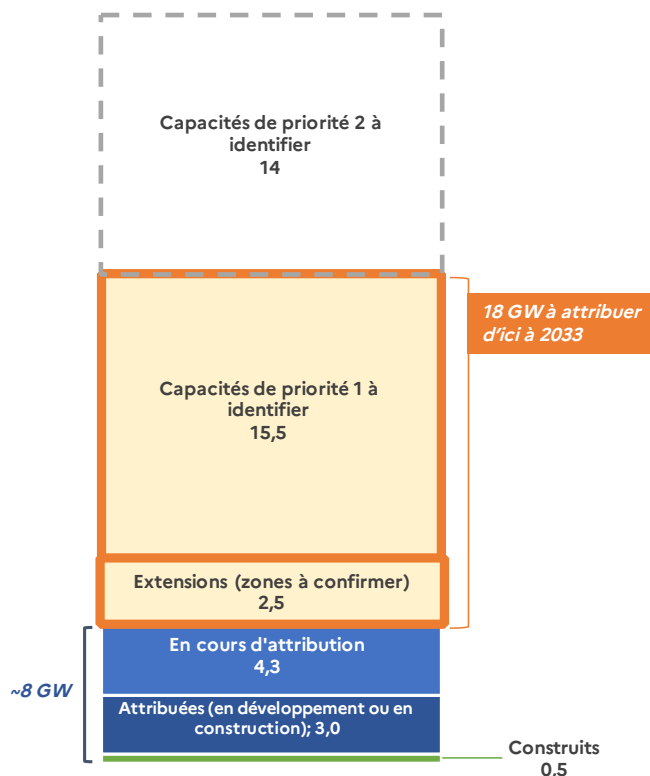 Capacités de priorité 2 à
identifier
14
18 GW à attribuer
d'ici à 2033
Capacités de priorité 1 à
identifier
15,5
Extensions (zones à confirmer)
2,5
En cours d'attribution
4,3
~8 GW
Attribuées (en développement ou en
construction); 3,0
Construits
0,5